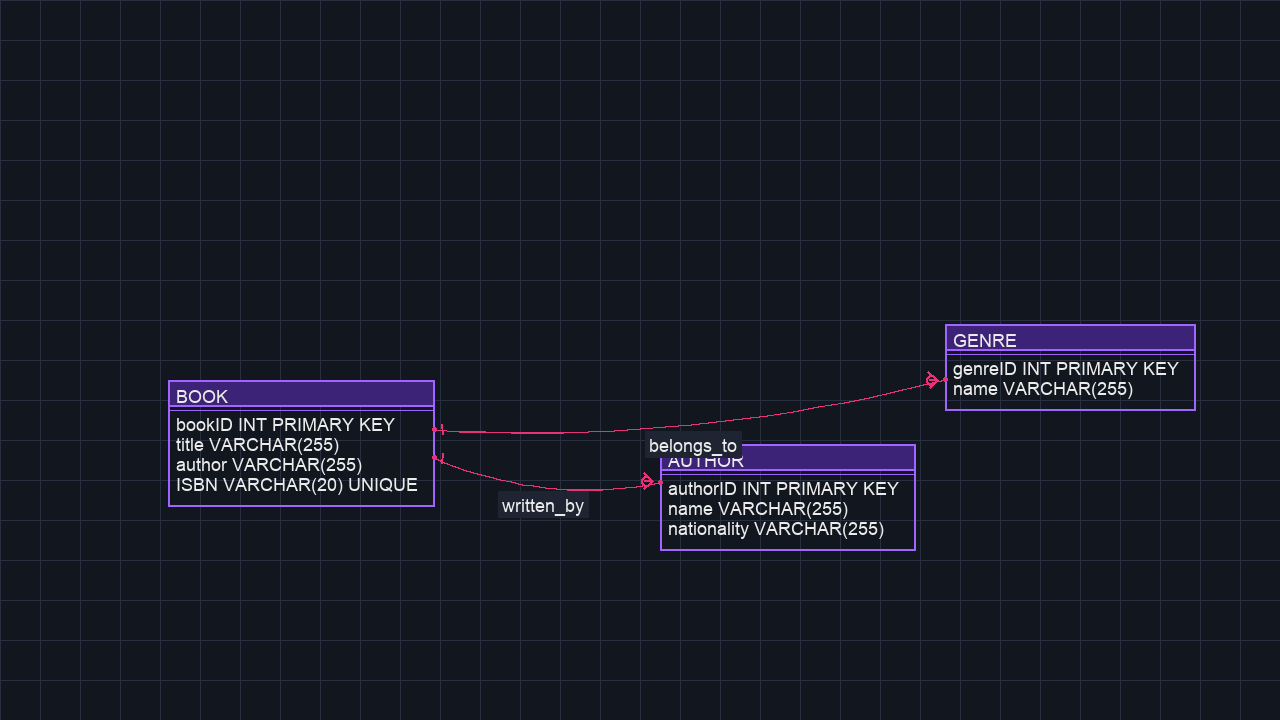 BOOK
bookID INT PRIMARY KEY
title VARCHAR(255)
author VARCHAR(255)
ISBN VARCHAR(20) UNIQUE
written_by
belongs_to
AUTHOR
authorID INT PRIMARY KEY
name VARCHAR(255)
nationality VARCHAR(255)
GENRE
genreID INT PRIMARY KEY
name VARCHAR(255)